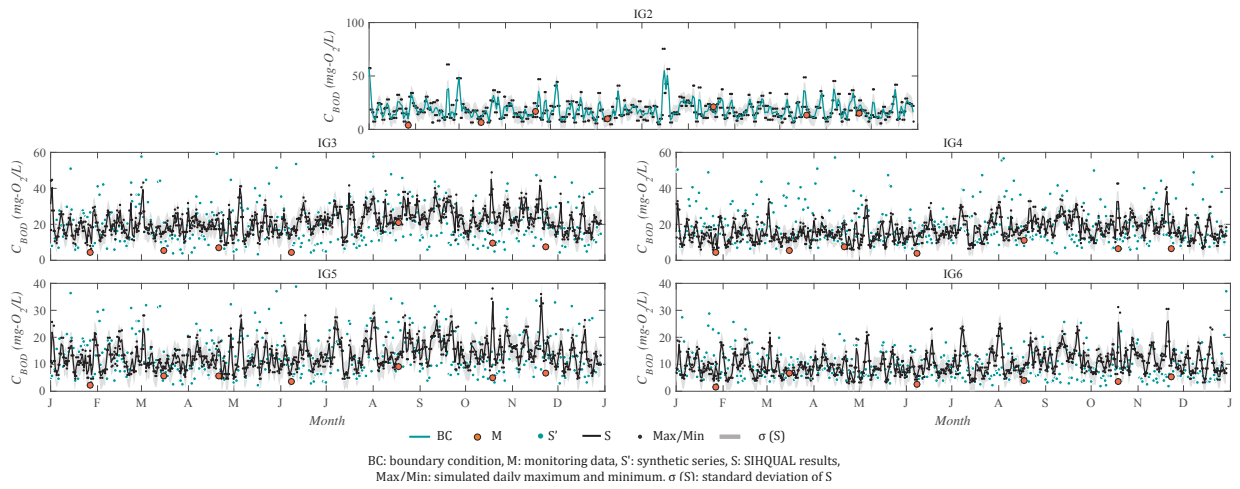 IG2
100
50
0
C_BOD (mg-O_2/L)
IG3
60
40
20
0
C_BOD (mg-O_2/L)
IG4
60
40
20
0
C_BOD (mg-O_2/L)
IG5
40
30
20
10
0
C_BOD (mg-O_2/L)
J F M A M J J A S O N D J
Month
IG6
40
30
20
10
0
C_BOD (mg-O_2/L)
J F M A M J J A S O N D J
Month
BC M S' S Max/Min σ (S)
BC: boundary condition, M: monitoring data, S': synthetic series, S: SIHQUAL results,
Max/Min: simulated daily maximum and minimum, σ (S): standard deviation of S